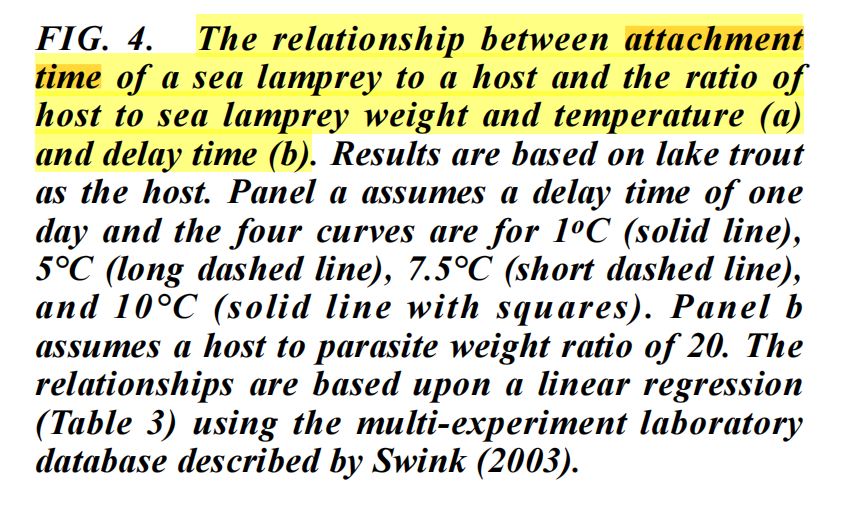 FIG. 4. The relationship between attachment
time of a sea lamprey to a host and the ratio of
host to sea lamprey weight and temperature (a)
and delay time (b). Results are based on lake trout
as the host. Panel a assumes a delay time of one
day and the four curves are for 1°C (solid line),
5°C (long dashed line), 7.5°C (short dashed line),
and 10°C (solid line with squares). Panel b
assumes a host to parasite weight ratio of 20. The
relationships are based upon a linear regression
(Table 3) using the multi-experiment laboratory
database described by Swink (2003).